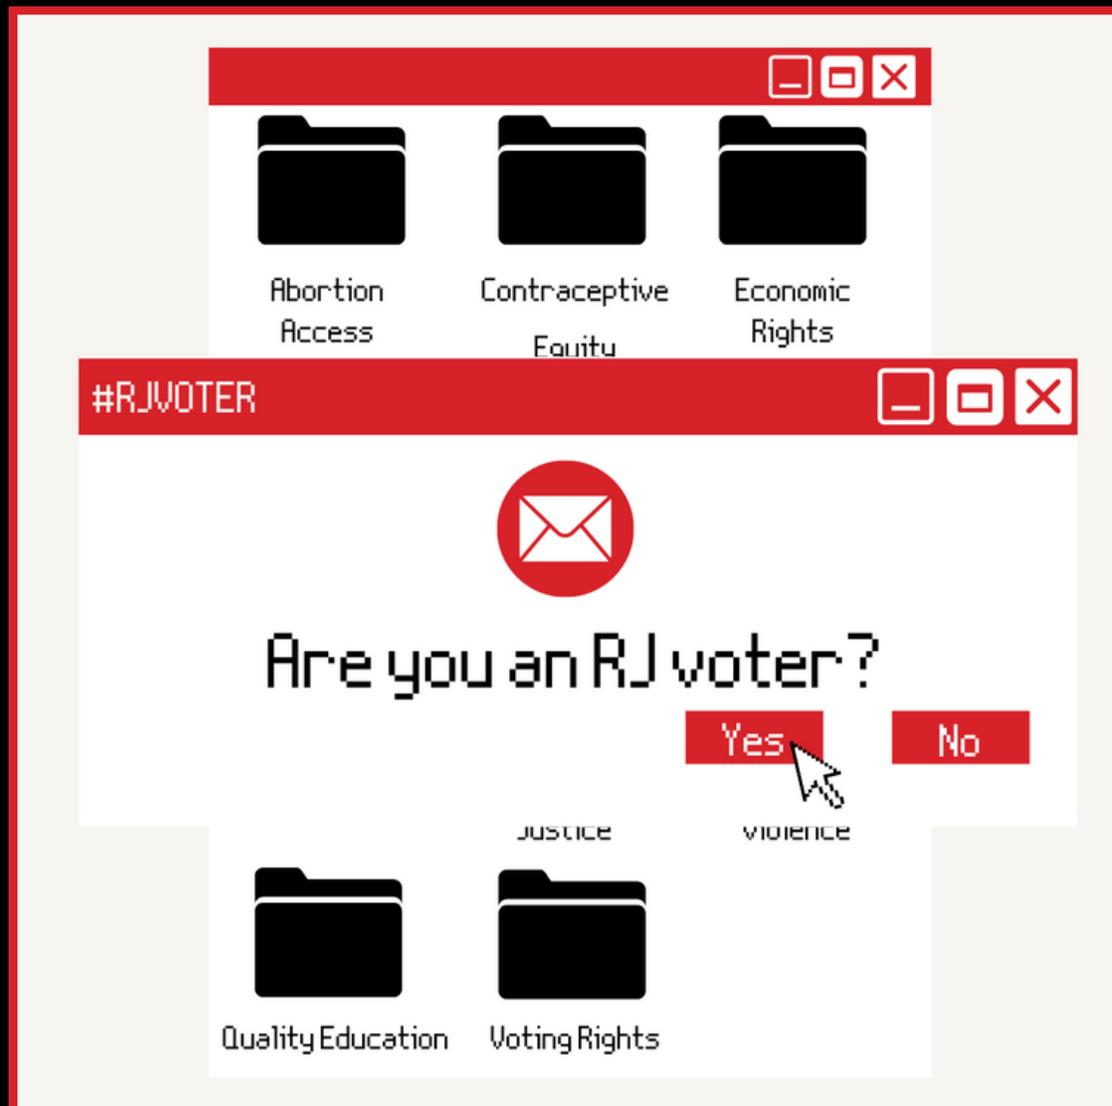 Abortion
Access
Contraceptive
Equity
Economic
Rights
#RJVOTER
Are you an RJ voter?
Yes
No
Justice
Violence
Quality Education
Voting Rights